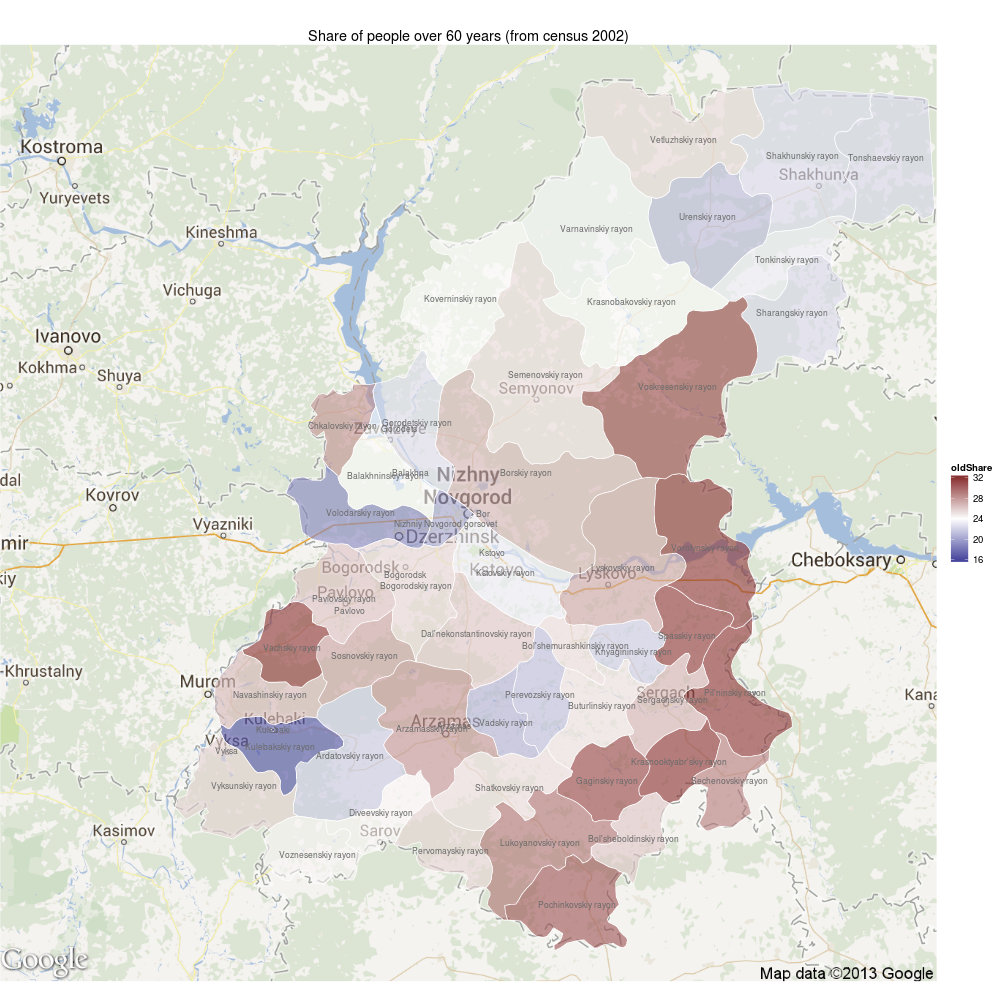 Share of people over 60 years (from census 2002)
Kostroma
Yuryevets
Kineshma
Vichuga
Ivanovo
Kokhma
Shuya
dal
Kovrov
Vyazniki
mir
kiy
-Khrustalny
Murom
Kasimov
Cheboksary
Kana
Vetluzhskiy rayon
Shakhunskiy rayon
Tonshaevskiy rayon
Shakhunya
Urenskiy rayon
Varnavinskiy rayon
Tonkinskiy rayon
Koverninskiy rayon
Krasnobakovskiy rayon
Sharangskiy rayon
Semenovskiy rayon
Semyonov
Voskresenskiy rayon
Chkalovskiy rayon
Gorodetskiy rayon
Gorodets
Zavolzhye
Balakhna
Balakhninskiy rayon
Nizhny
Novgorod
Borskiy rayon
Volodarskiy rayon
Bor
Nizhniy Novgorod gorsovet
Dzerzhinsk
Kstovo
Kstovo
Kstovskiy rayon
Lyskovskiy rayon
Lyskovo
Bogorodsk
Bogorodsk
Bogorodskiy rayon
Pavlovo
Pavlovskiy rayon
Pavlovo
Dal'nekonstantinovskiy rayon
Bol'shemurashkinskiy rayon
Knyagininskiy rayon
Spasskiy rayon
Vachskiy rayon
Sosnovskiy rayon
Navashinskiy rayon
Perevozskiy rayon
Buturlinskiy rayon
Sergach
Sergachskiy rayon
Pil'ninskiy rayon
Kulebaki
Kulebaki
Kulebakskiy rayon
Vyksa
Vyksa
Vyksunskiy rayon
Ardatovskiy rayon
Arzamas
Arzamas
Arzamasskiy rayon
Vadskiy rayon
Shatkovskiy rayon
Gaginskiy rayon
Krasnooktyabr'skiy rayon
Sechenovskiy rayon
Diveevskiy rayon
Sarov
Voznesenskiy rayon
Pervomayskiy rayon
Lukoyanovskiy rayon
Bol'sheboldinskiy rayon
Pochinkovskiy rayon
oldShare
32
28
24
20
16
Google
Map data ©2013 Google